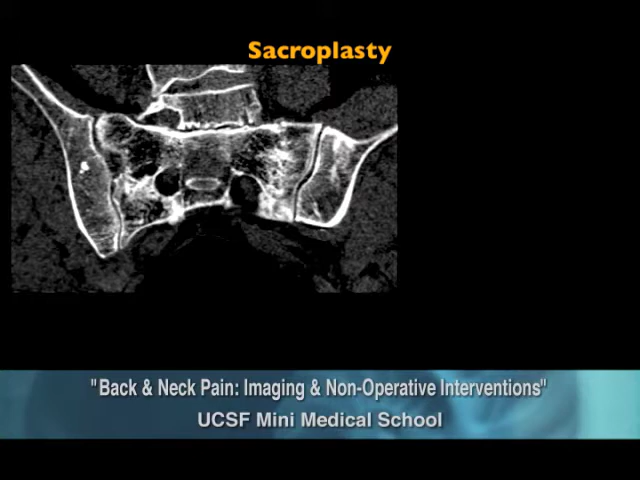 Sacroplasty
"Back & Neck Pain: Imaging & Non-Operative Interventions"
UCSF Mini Medical School